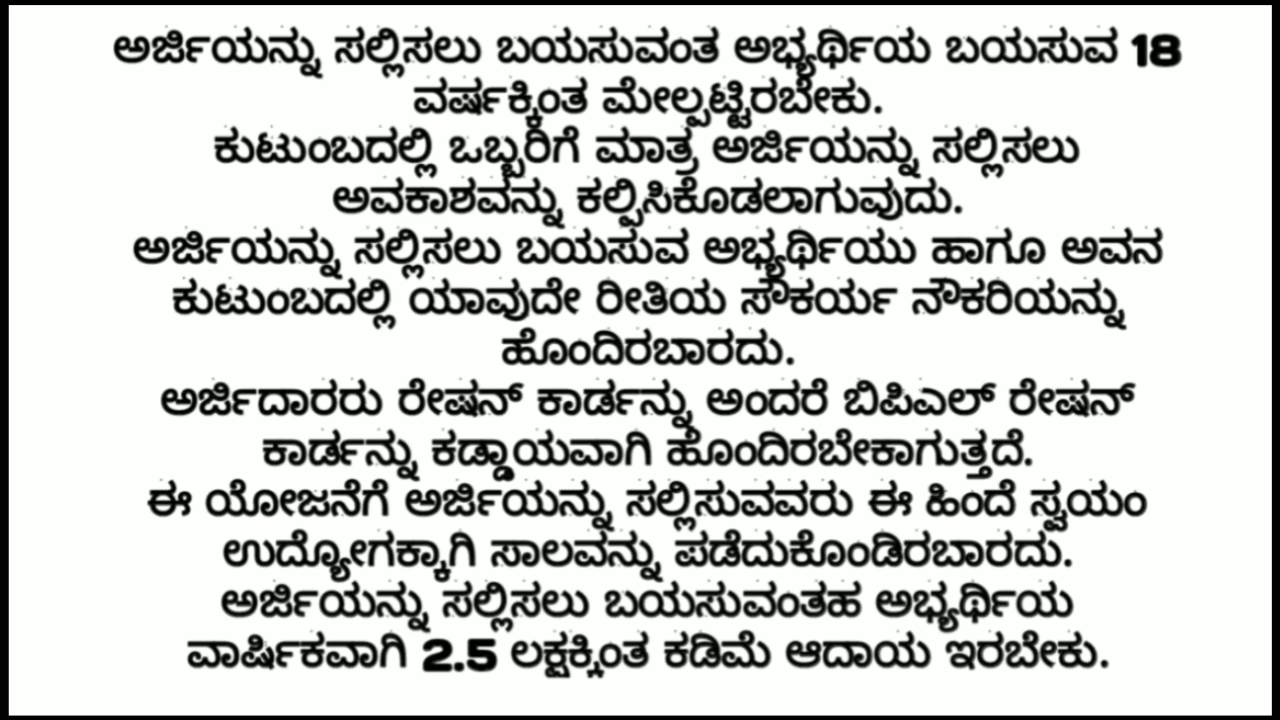 ಅರ್ಜಿಯನ್ನು ಸಲ್ಲಿಸಲು ಬಯಸುವಂತ ಅಭ್ಯರ್ಥಿಯ ಬಯಸುವ 18
ವರ್ಷಕ್ಕಿಂತ ಮೇಲ್ಪಟ್ಟಿರಬೇಕು.
ಕುಟುಂಬದಲ್ಲಿ ಒಬ್ಬರಿಗೆ ಮಾತ್ರ ಅರ್ಜಿಯನ್ನು ಸಲ್ಲಿಸಲು
ಅವಕಾಶವನ್ನು ಕಲ್ಪಿಸಿಕೊಡಲಾಗುವುದು.
ಅರ್ಜಿಯನ್ನು ಸಲ್ಲಿಸಲು ಬಯಸುವ ಅಭ್ಯರ್ಥಿಯು ಹಾಗೂ ಅವನ
ಕುಟುಂಬದಲ್ಲಿ ಯಾವುದೇ ರೀತಿಯ ಸೌಕರ್ಯ ನೌಕರಿಯನ್ನು
ಹೊಂದಿರಬಾರದು.
ಅರ್ಜಿದಾರರು ರೇಷನ್ ಕಾರ್ಡನ್ನು ಅಂದರೆ ಬಿಪಿಎಲ್ ರೇಷನ್
ಕಾರ್ಡನ್ನು ಕಡ್ಡಾಯವಾಗಿ ಹೊಂದಿರಬೇಕಾಗುತ್ತದೆ.
ಈ ಯೋಜನೆಗೆ ಅರ್ಜಿಯನ್ನು ಸಲ್ಲಿಸುವವರು ಈ ಹಿಂದೆ ಸ್ವಯಂ
ಉದ್ಯೋಗಕ್ಕಾಗಿ ಸಾಲವನ್ನು ಪಡೆದುಕೊಂಡಿರಬಾರದು.
ಅರ್ಜಿಯನ್ನು ಸಲ್ಲಿಸಲು ಬಯಸುವಂತಹ ಅಭ್ಯರ್ಥಿಯ
ವಾರ್ಷಿಕವಾಗಿ 2.5 ಲಕ್ಷಕ್ಕಿಂತ ಕಡಿಮೆ ಆದಾಯ ಇರಬೇಕು.